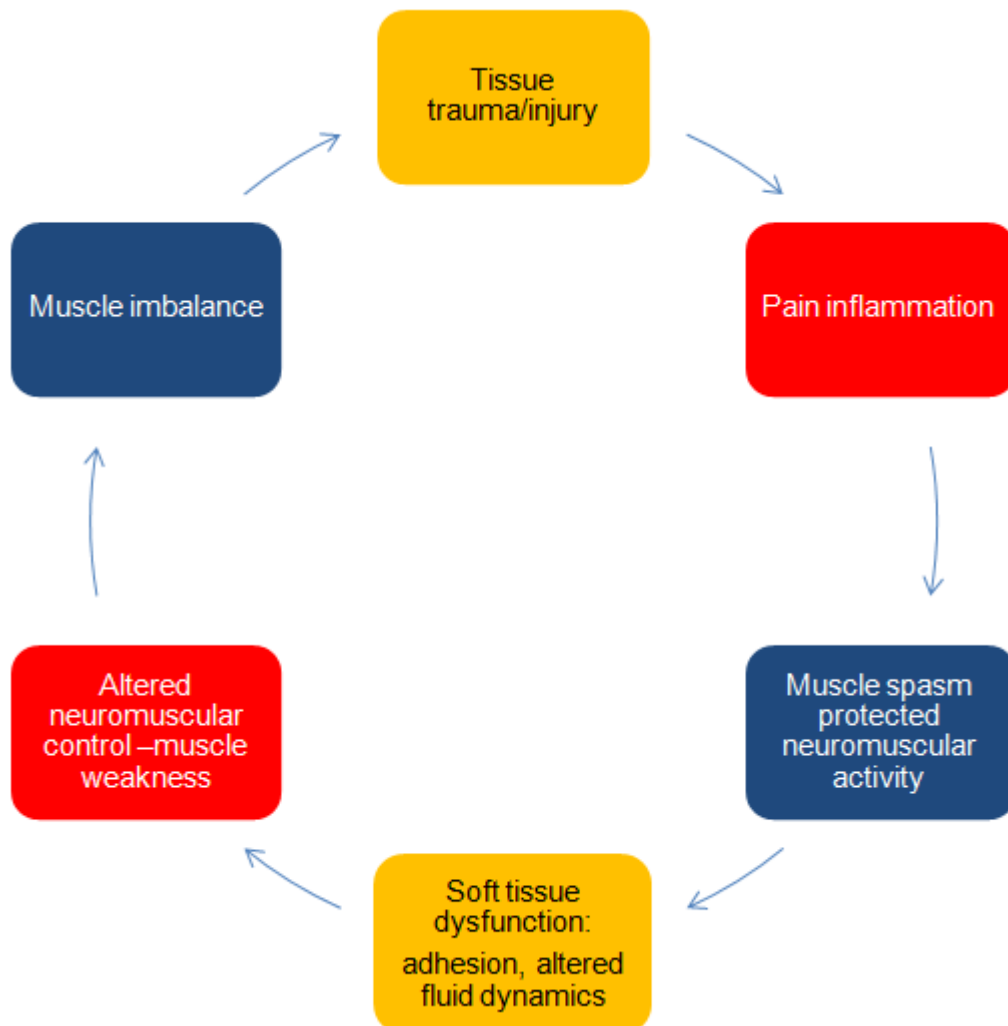 Tissue
trauma/injury
Pain inflammation
Muscle spasm
protected
neuromuscular
activity
Soft tissue
dysfunction:
adhesion, altered
fluid dynamics
Altered
neuromuscular
control –muscle
weakness
Muscle imbalance